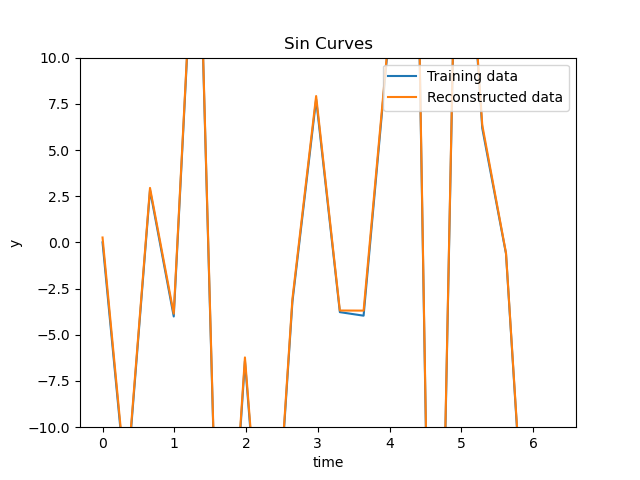 Sin Curves
Training data
Reconstructed data
10.0
7.5
5.0
2.5
0.0
−2.5
−5.0
−7.5
−10.0
y
0 1 2 3 4 5 6
time